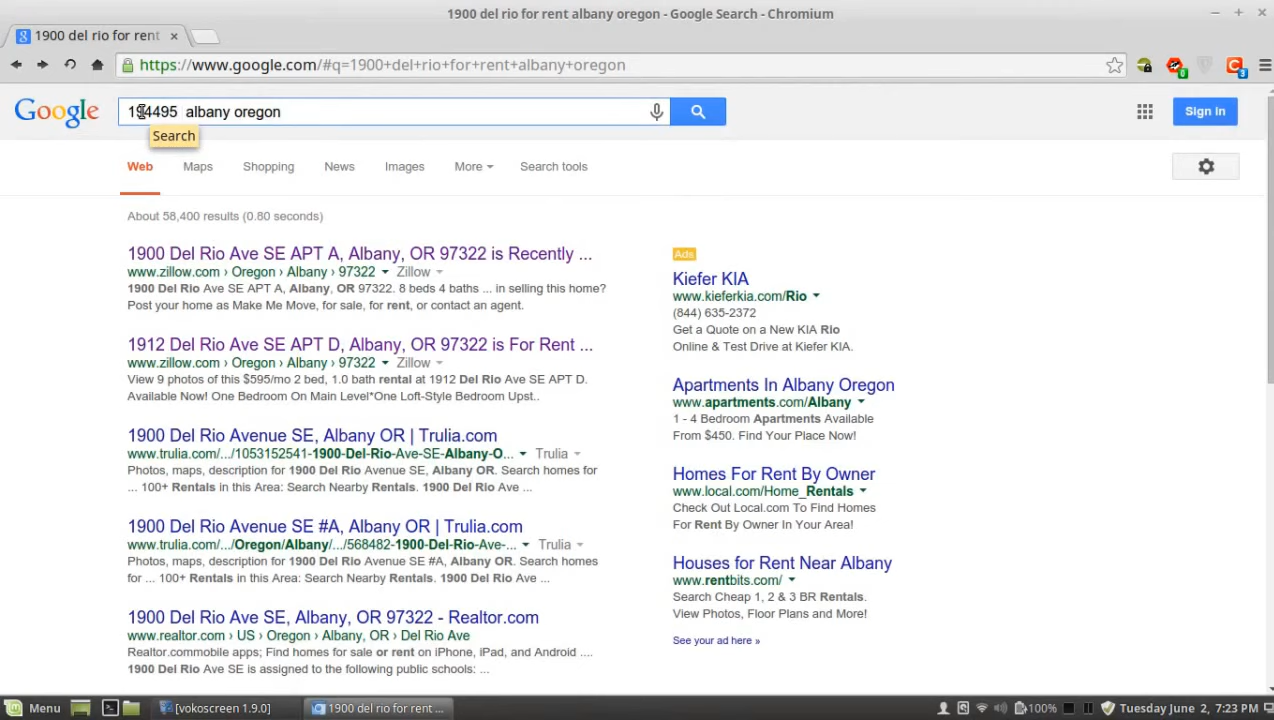 1900 del rio for rent albany oregon - Google Search - Chromium
1900 del rio for rent
https://www.google.com/#q=1900+del+rio+for+rent+albany+oregon
0
3
Google
194495 albany oregon
Sign in
Search
Web Maps Shopping News Images More Search tools
About 58,400 results (0.80 seconds)
1900 Del Rio Ave SE APT A, Albany, OR 97322 is Recently ...
www.zillow.com › Oregon › Albany › 97322 Zillow
1900 Del Rio Ave SE APT A, Albany, OR 97322. 8 beds 4 baths ... in selling this home?
Post your home as Make Me Move, for sale, for rent, or contact an agent.
1912 Del Rio Ave SE APT D, Albany, OR 97322 is For Rent ...
www.zillow.com › Oregon › Albany › 97322 Zillow
View 9 photos of this $595/mo 2 bed, 1.0 bath rental at 1912 Del Rio Ave SE APT D.
Available Now! One Bedroom On Main Level*One Loft-Style Bedroom Upst..
1900 Del Rio Avenue SE, Albany OR | Trulia.com
www.trulia.com/.../1053152541-1900-Del-Rio-Ave-SE-Albany-O... Trulia
Photos, maps, description for 1900 Del Rio Avenue SE, Albany OR. Search homes for
... 100+ Rentals in this Area: Search Nearby Rentals. 1900 Del Rio Ave ...
1900 Del Rio Avenue SE #A, Albany OR | Trulia.com
www.trulia.com/.../Oregon/Albany/.../568482-1900-Del-Rio-Ave-... Trulia
Photos, maps, description for 1900 Del Rio Avenue SE #A, Albany OR. Search homes
for ... 100+ Rentals in this Area: Search Nearby Rentals. 1900 Del Rio Ave ...
1900 Del Rio Ave SE, Albany, OR 97322 - Realtor.com
www.realtor.com › US › Oregon › Albany, OR › Del Rio Ave
Realtor.commobile apps; Find homes for sale or rent on iPhone, iPad, and Android ....
1900 Del Rio Ave SE is assigned to the following public schools: ...
Ads
Kiefer KIA
www.kieferkia.com/Rio
(844) 635-2372
Get a Quote on a New KIA Rio
Online & Test Drive at Kiefer KIA.
Apartments In Albany Oregon
www.apartments.com/Albany
1 - 4 Bedroom Apartments Available
From $450. Find Your Place Now!
Homes For Rent By Owner
www.local.com/Home_Rentals
Check Out Local.com To Find Homes
For Rent By Owner In Your Area!
Houses for Rent Near Albany
www.rentbits.com/
Search Cheap 1, 2 & 3 BR Rentals.
View Photos, Floor Plans and More!
See your ad here »
Menu [vokoscreen 1.9.0] 1900 del rio for rent ... 100% Tuesday June 2, 7:23 PM